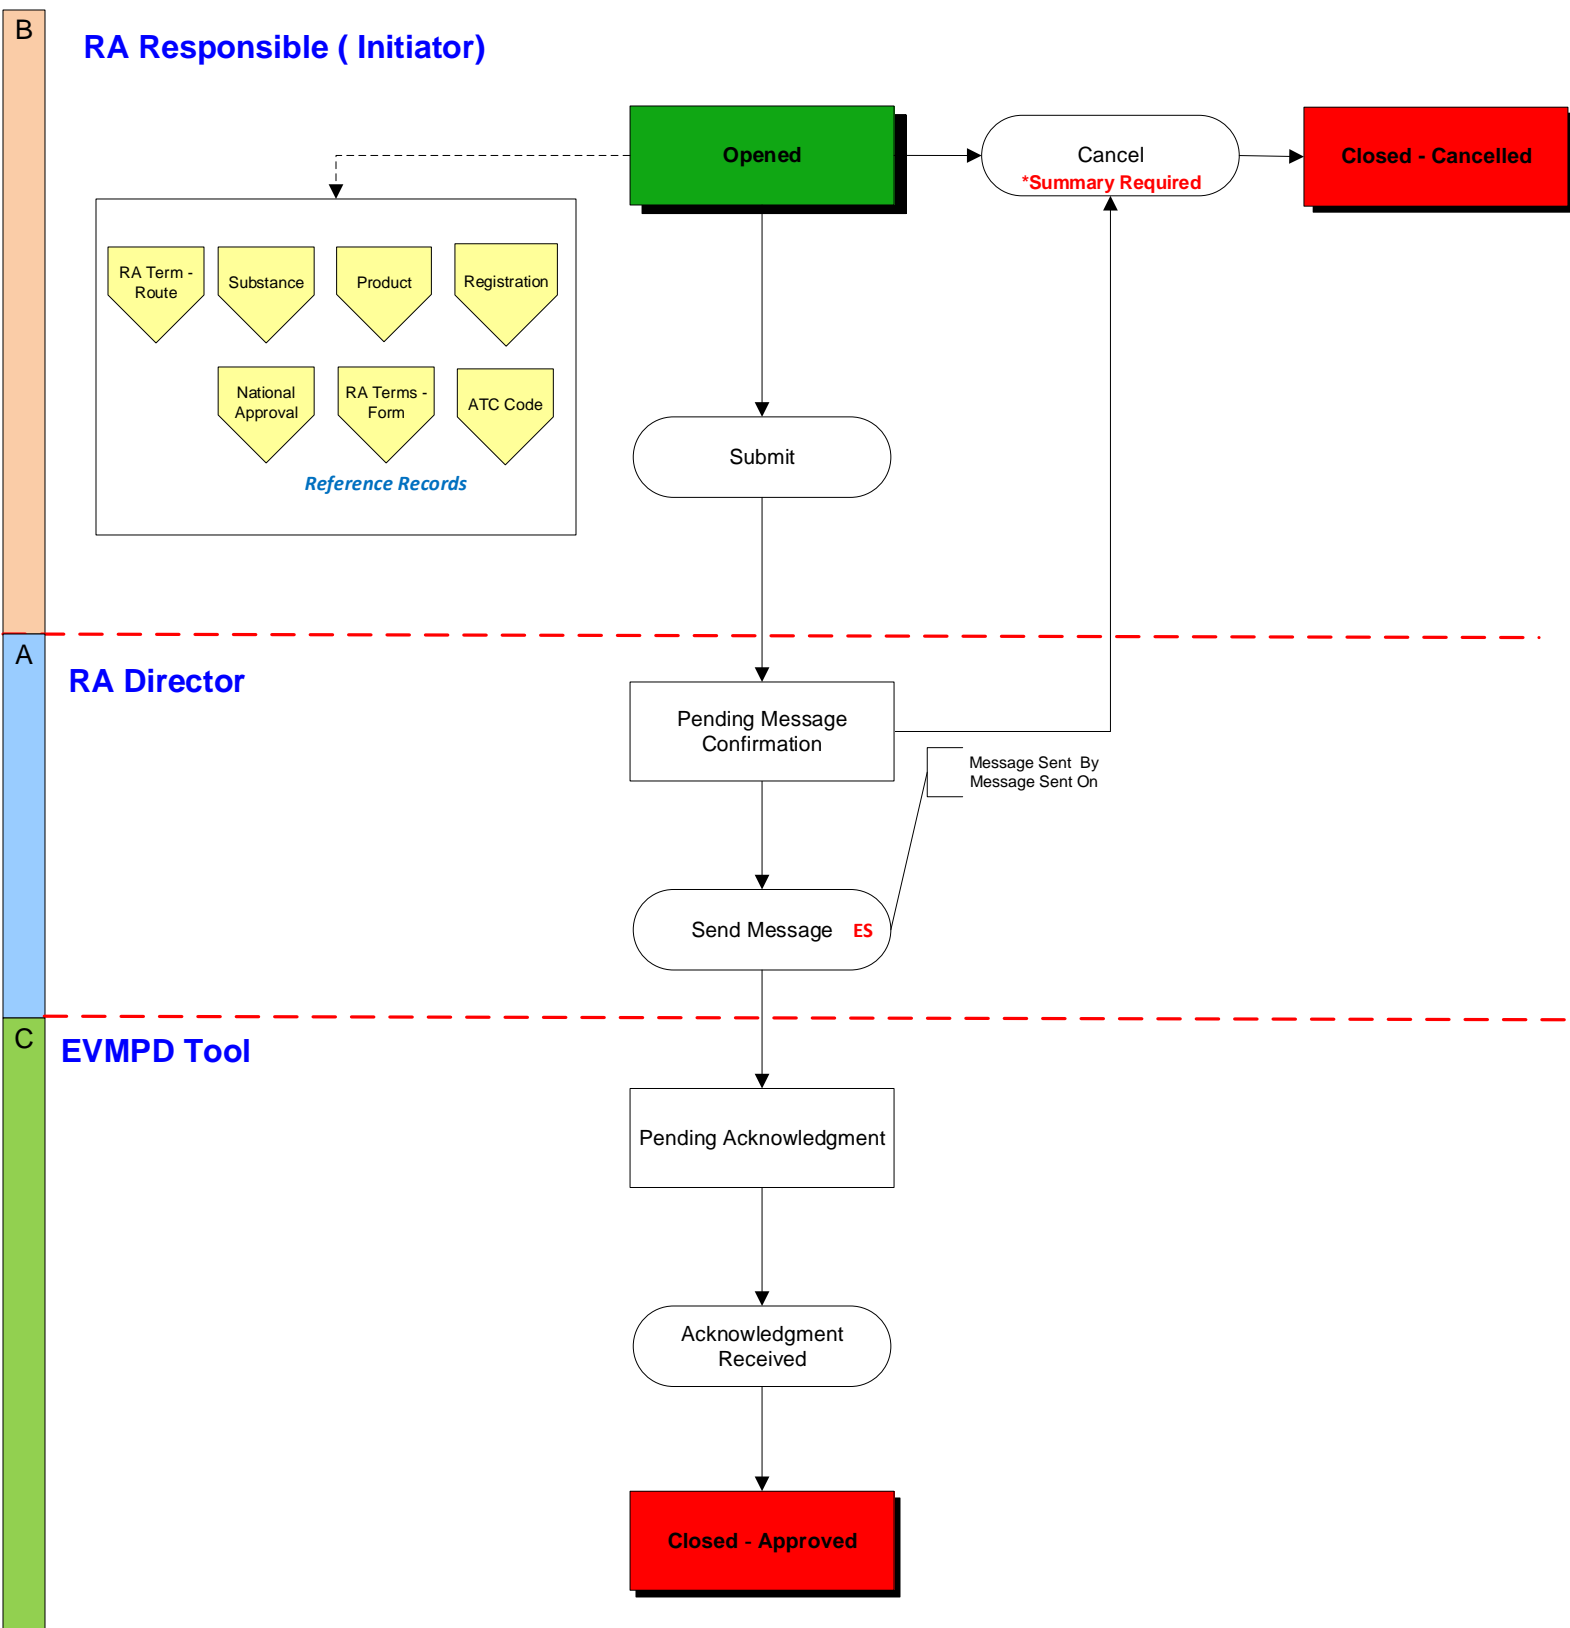 B
RA Responsible ( Initiator)
Opened
Cancel
*Summary Required
Closed - Cancelled
RA Term -
Route
Substance
Product
Registration
National
Approval
RA Terms -
Form
ATC Code
Reference Records
Submit
A
RA Director
Pending Message
Confirmation
Message Sent  By
Message Sent On
Send Message
ES
C
EVMPD Tool
Pending Acknowledgment
Acknowledgment
Received
Closed - Approved